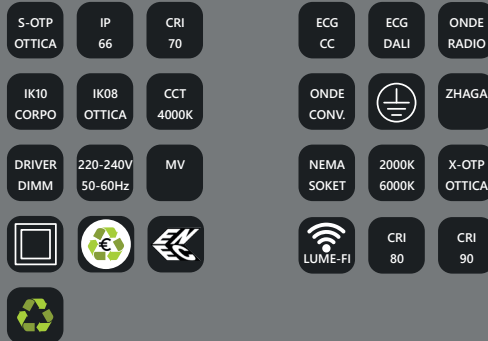 S-OTP
OTTICA
IP
66
CRI
70
ECG
CC
ECG
DALI
ONDE
RADIO
IK10
CORPO
IK08
OTTICA
CCT
4000K
ONDE
CONV.
ZHAGA
DRIVER
DIMM
220-240V
50-60Hz
MV
NEMA
SOKET
2000K
6000K
X-OTP
OTTICA
€
ENEC
LUME-FI
CRI
80
CRI
90